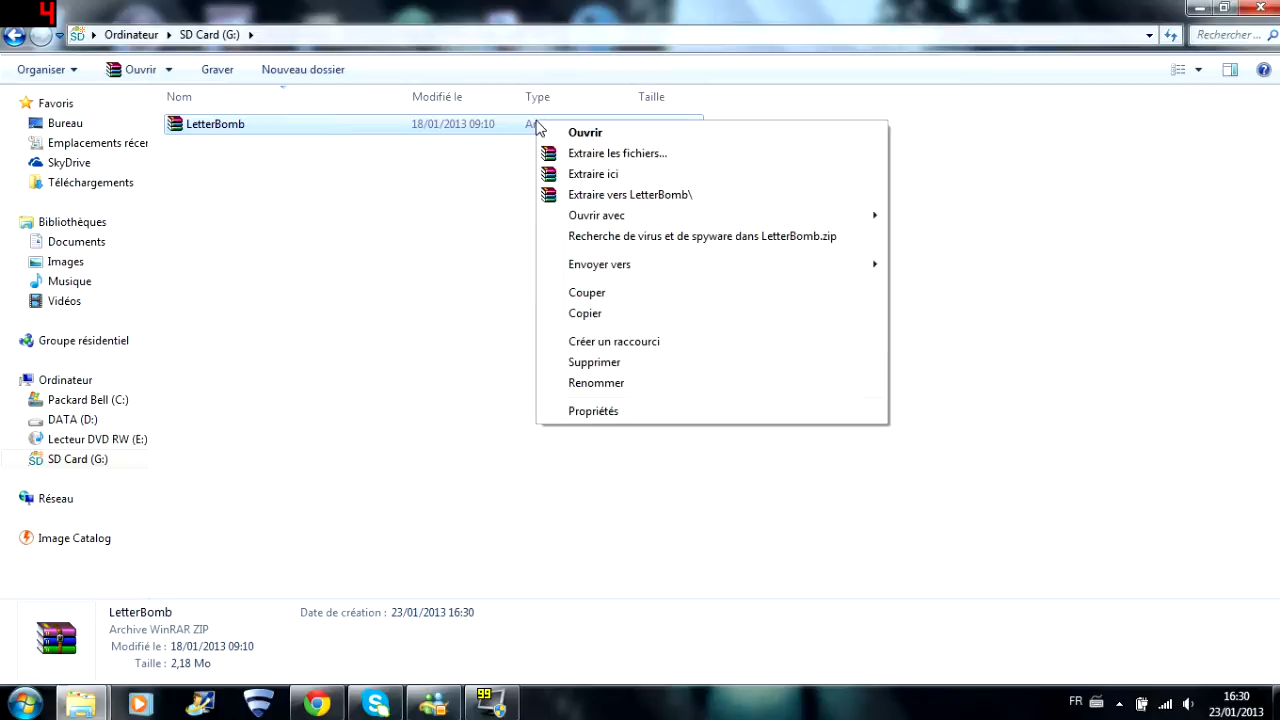 4
Ordinateur
SD Card (G:)
Rechercher ...
Organiser
Ouvrir
Graver
Nouveau dossier
Nom
Modifié le
Type
Taille
LetterBomb
18/01/2013 09:10
Favoris
Bureau
Emplacements récer
SkyDrive
Téléchargements
Bibliothèques
Documents
Images
Musique
Vidéos
Groupe résidentiel
Ordinateur
Packard Bell (C:)
DATA (D:)
Lecteur DVD RW (E:)
SD Card (G:)
Réseau
Image Catalog
Ouvrir
Extraire les fichiers...
Extraire ici
Extraire vers LetterBomb\
Ouvrir avec
Recherche de virus et de spyware dans LetterBomb.zip
Envoyer vers
Couper
Copier
Créer un raccourci
Supprimer
Renommer
Propriétés
LetterBomb
Archive WinRAR ZIP
Modifié le : 18/01/2013 09:10
Taille : 2,18 Mo
Date de création : 23/01/2013 16:30
99
FR
16:30
23/01/2013